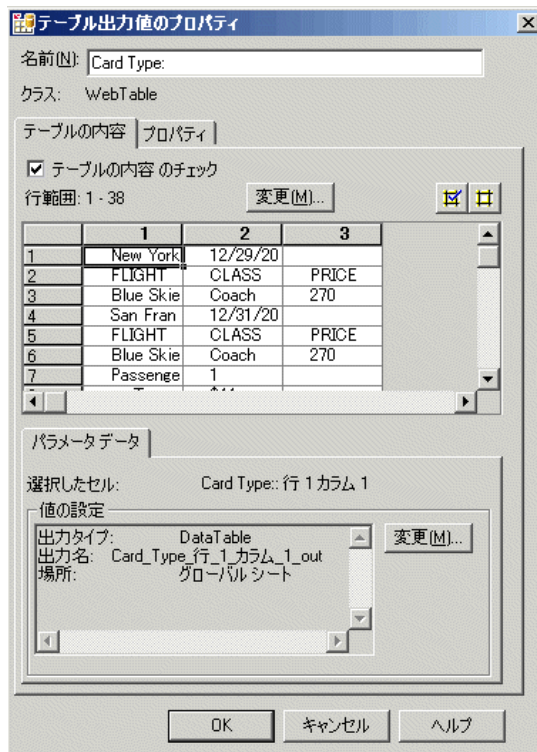 テーブル出力値のプロパティ
名前(N): Card Type:
クラス: WebTable
テーブルの内容 プロパティ
テーブルの内容 のチェック
行範囲: 1 - 38 変更(M)...
1 2 3
1 New York 12/29/20
2 FLIGHT CLASS PRICE
3 Blue Skie Coach 270
4 San Fran 12/31/20
5 FLIGHT CLASS PRICE
6 Blue Skie Coach 270
7 Passenge 1
パラメータ データ
選択したセル: Card Type:: 行 1 カラム 1
値の設定
出力タイプ: DataTable 変更(M)...
出力名: Card_Type_行_1_カラム_1_out
場所: グローバル シート
OK キャンセル ヘルプ